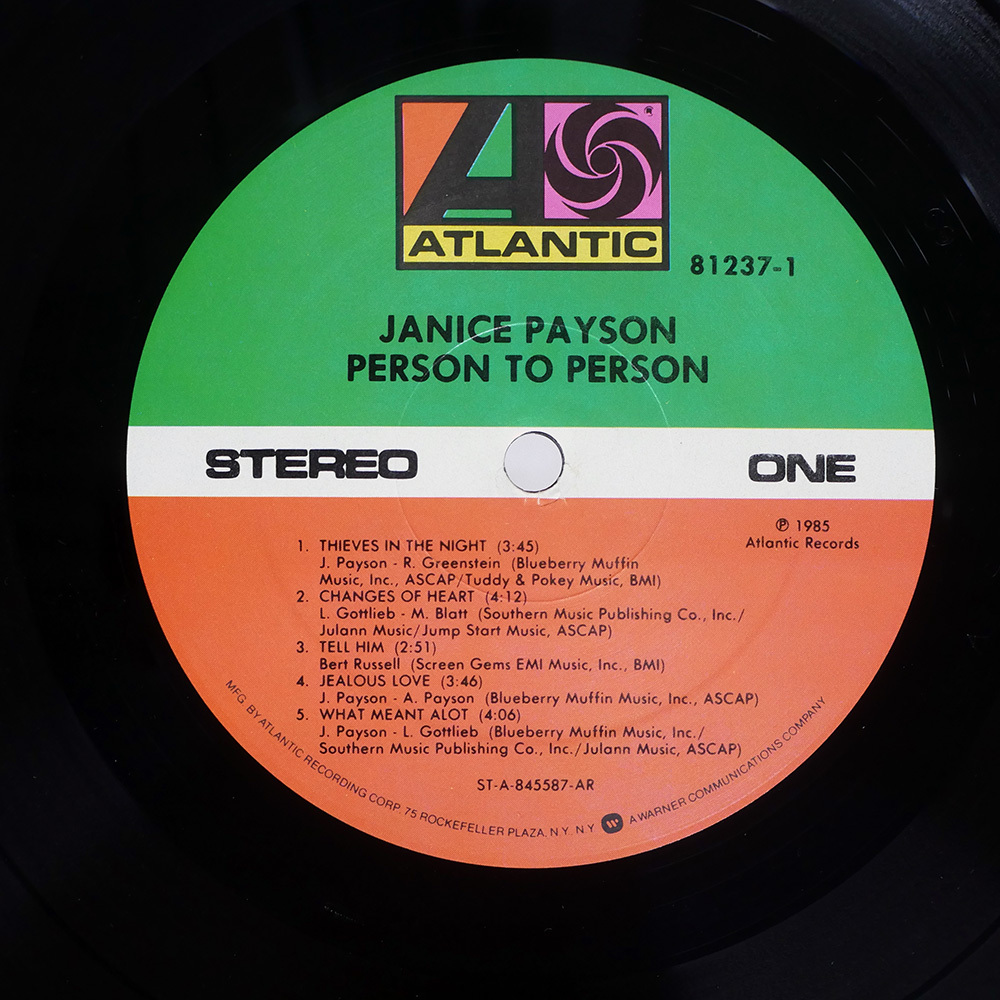 ®
ATLANTIC
81237-1
JANICE PAYSON
PERSON TO PERSON
STEREO
ONE
℗ 1985
Atlantic Records
1. THIEVES IN THE NIGHT (3:45)
J. Payson - R. Greenstein (Blueberry Muffin
Music, Inc., ASCAP/Tuddy & Pokey Music, BMI)
2. CHANGES OF HEART (4:12)
L. Gottlieb - M. Blatt (Southern Music Publishing Co., Inc./
Julann Music/Jump Start Music, ASCAP)
3. TELL HIM (2:51)
Bert Russell (Screen Gems EMI Music, Inc., BMI)
4. JEALOUS LOVE (3:46)
J. Payson - A. Payson (Blueberry Muffin Music, Inc., ASCAP)
5. WHAT MEANT ALOT (4:06)
J. Payson - L. Gottlieb (Blueberry Muffin Music, Inc./
Southern Music Publishing Co., Inc./Julann Music, ASCAP)
ST-A-845587-AR
MFG. BY ATLANTIC RECORDING CORP. 75 ROCKEFELLER PLAZA, N.Y. N.Y. A WARNER COMMUNICATIONS COMPANY